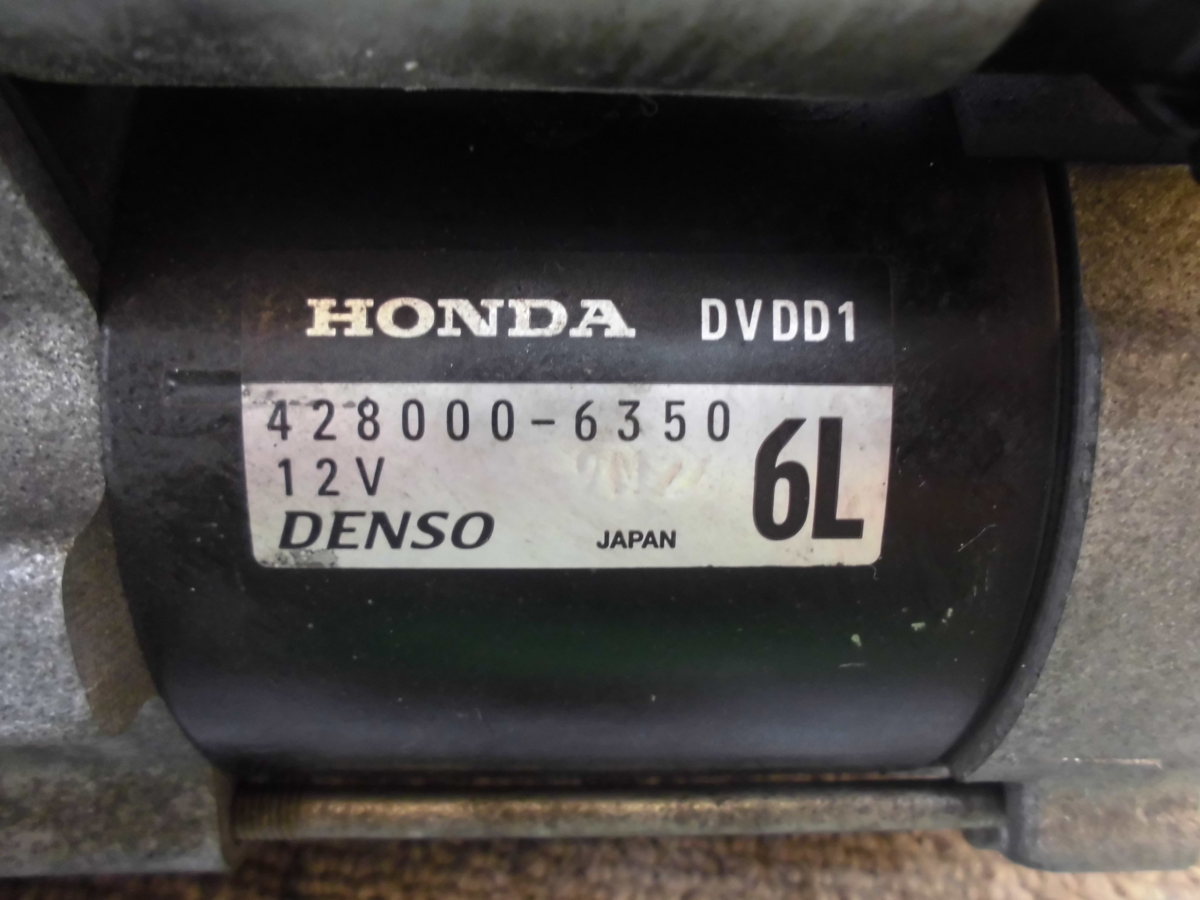 HONDA DVDD1
428000-6350
12V
6L
DENSO JAPAN